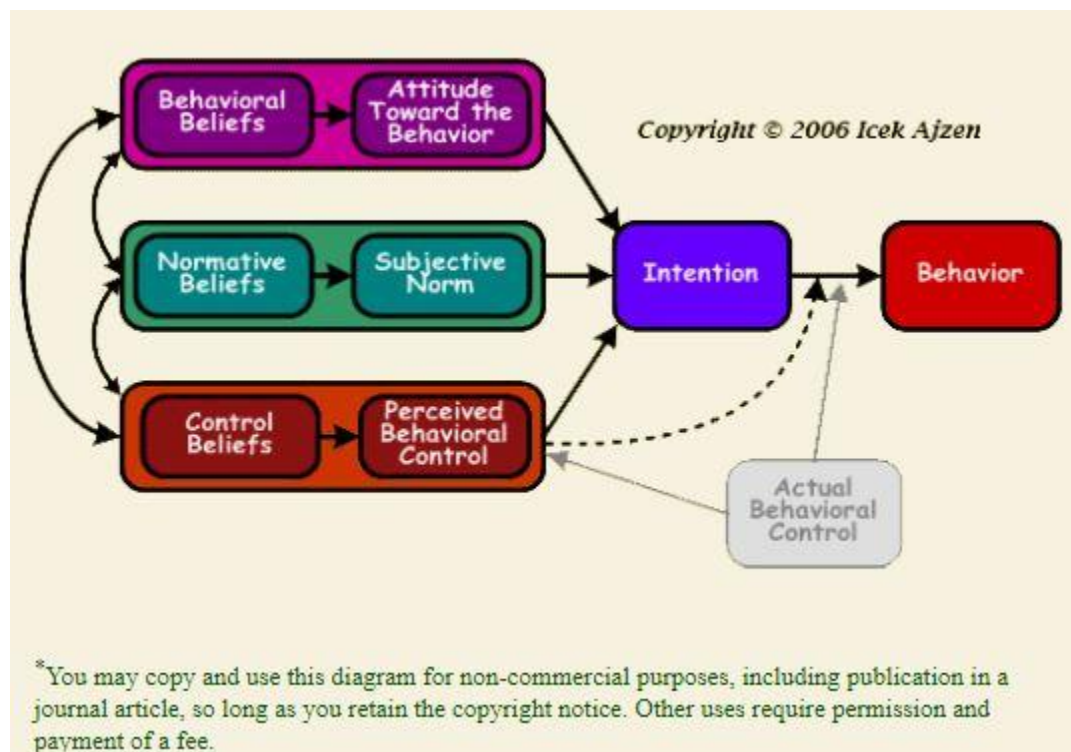 Behavioral
Beliefs
Attitude
Toward the
Behavior
Copyright © 2006 Icek Ajzen
Normative
Beliefs
Subjective
Norm
Intention
Behavior
Control
Beliefs
Perceived
Behavioral
Control
Actual
Behavioral
Control
*You may copy and use this diagram for non-commercial purposes, including publication in a
journal article, so long as you retain the copyright notice. Other uses require permission and
payment of a fee.